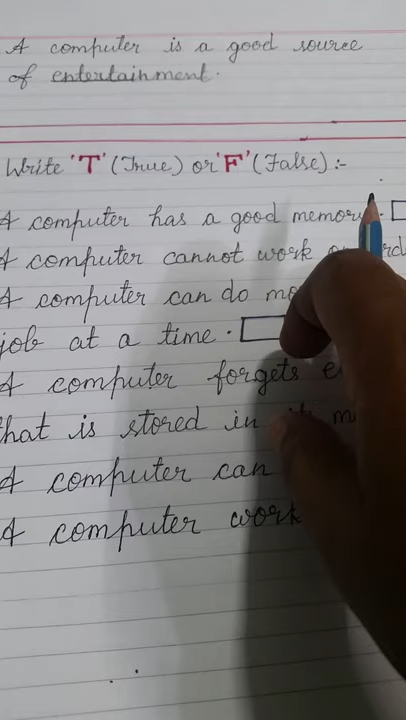 A computer is a good source
of entertainment.
Write 'T' (True) or 'F' (False) :-
A computer has a good memory.
A computer cannot work
A computer can do
job at a time.
A computer forgets
that is stored in
A computer can
A computer work